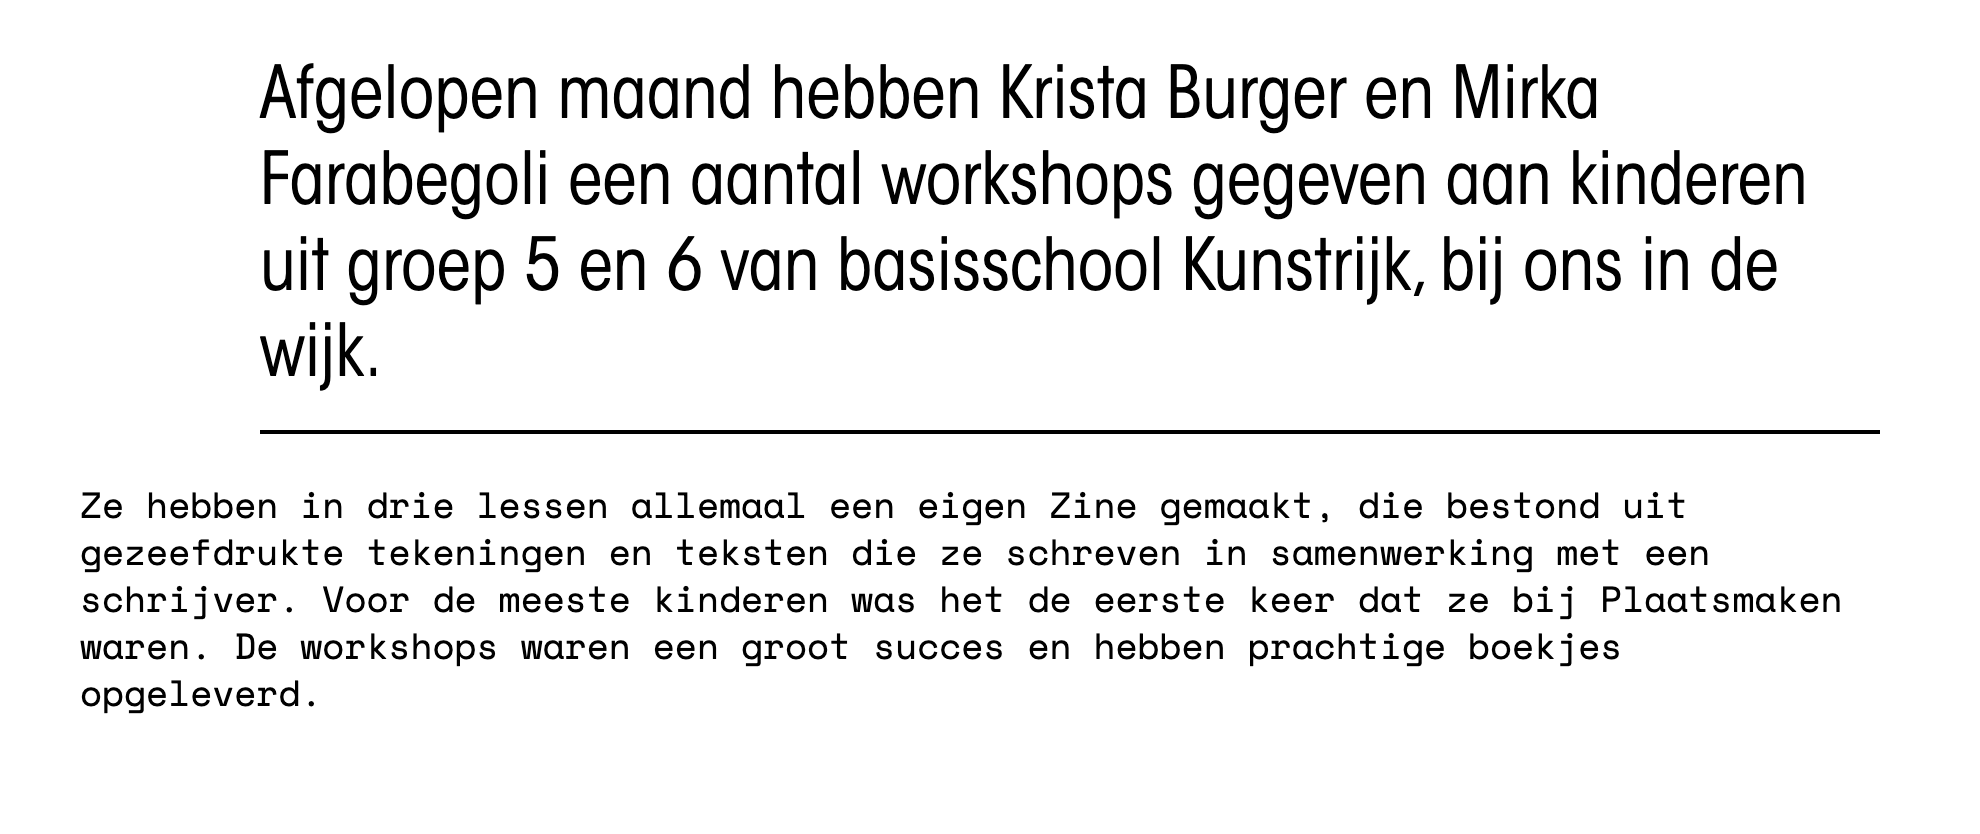 Afgelopen maand hebben Krista Burger en Mirka
Farabegoli een aantal workshops gegeven aan kinderen
uit groep 5 en 6 van basisschool Kunstrijk, bij ons in de
wijk.
Ze hebben in drie lessen allemaal een eigen Zine gemaakt, die bestond uit
gezeefdrukte tekeningen en teksten die ze schreven in samenwerking met een
schrijver. Voor de meeste kinderen was het de eerste keer dat ze bij Plaatsmaken
waren. De workshops waren een groot succes en hebben prachtige boekjes
opgeleverd.